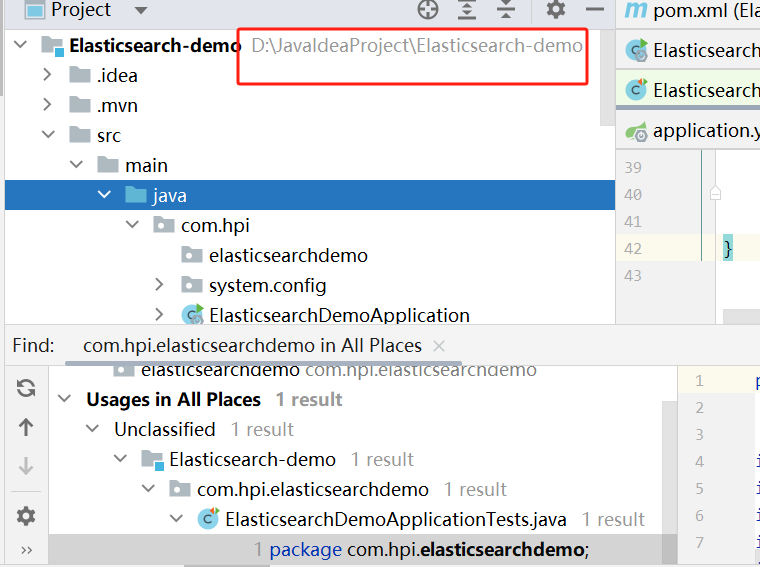 Project
Elasticsearch-demo D:\JavaIdeaProject\Elasticsearch-demo
.idea
.mvn
src
main
java
com.hpi
elasticsearchdemo
system.config
ElasticsearchDemoApplication
pom.xml (El
Elasticsearch
Elasticsearch
application.y
39
40
41
42 }
43
Find: com.hpi.elasticsearchdemo in All Places
elasticsearchdemo com.hpi.elasticsearchdemo
Usages in All Places 1 result
Unclassified 1 result
Elasticsearch-demo 1 result
com.hpi.elasticsearchdemo 1 result
ElasticsearchDemoApplicationTests.java 1 result
1 package com.hpi.elasticsearchdemo;
1 p
2
3
4 i
5 i
6 i
7 i